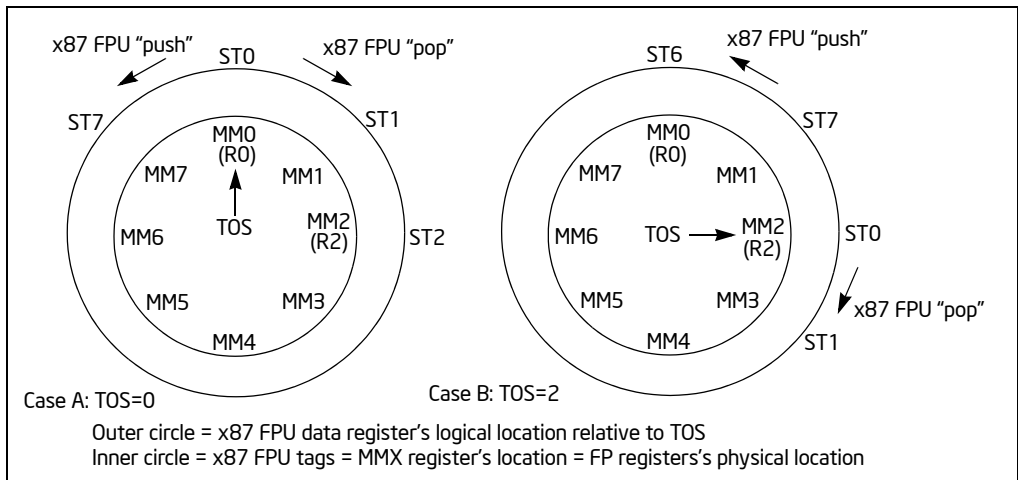 x87 FPU “push”
x87 FPU “pop”
ST0
ST7
ST1
MM0
(R0)
MM7
MM1
TOS
MM2
(R2)
MM6
ST2
MM5
MM3
MM4
Case A: TOS=0
x87 FPU “push”
ST6
ST7
MM0
(R0)
MM7
MM1
MM6
TOS
MM2
(R2)
ST0
MM5
MM3
x87 FPU “pop”
MM4
ST1
Case B: TOS=2
Outer circle = x87 FPU data register’s logical location relative to TOS
Inner circle = x87 FPU tags = MMX register’s location = FP registers’s physical location